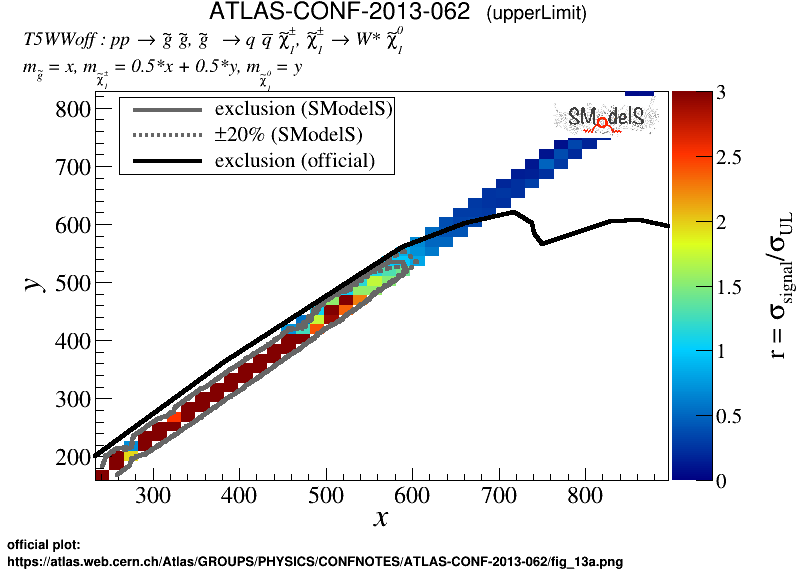 ATLAS-CONF-2013-062 (upperLimit)
T5WWoff : pp → g̃ g̃, g̃ → q q̅ χ̃₁±, χ̃₁± → W* χ̃₁⁰
m_g̃ = x, m_χ̃₁± = 0.5*x + 0.5*y, m_χ̃₁⁰ = y
exclusion (SModelS)
±20% (SModelS)
exclusion (official)
SModelS
800
700
600
500
400
300
200
y
300 400 500 600 700 800
x
3
2.5
2
1.5
1
0.5
0
r = σ_signal/σ_UL
official plot:
https://atlas.web.cern.ch/Atlas/GROUPS/PHYSICS/CONFNOTES/ATLAS-CONF-2013-062/fig_13a.png